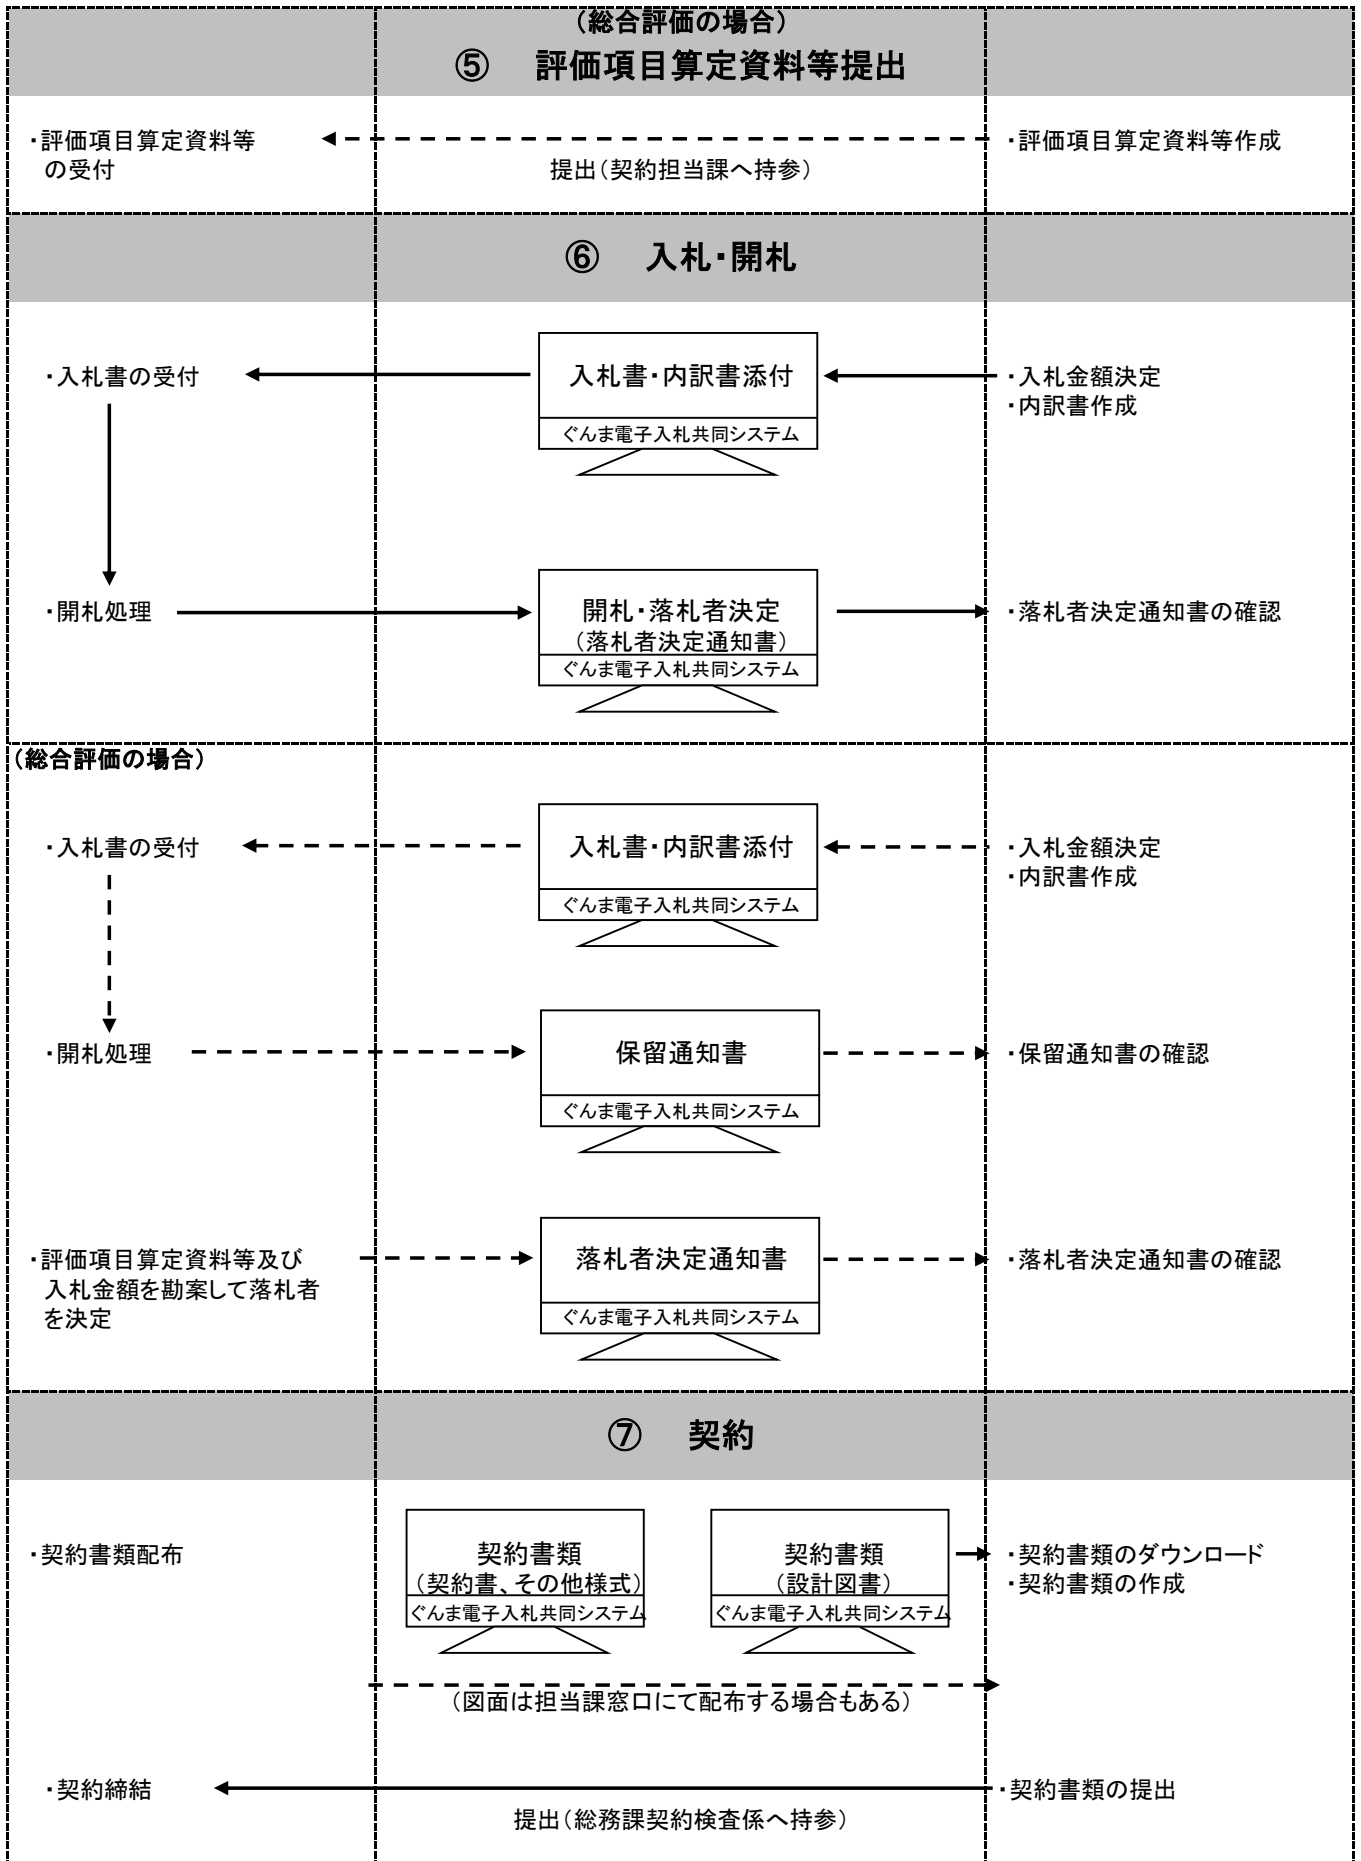 （総合評価の場合）
⑤　評価項目算定資料等提出
・評価項目算定資料等
の受付
提出（契約担当課へ持参）
・評価項目算定資料等作成
⑥　入札・開札
・入札書の受付
入札書・内訳書添付
ぐんま電子入札共同システム
・入札金額決定
・内訳書作成
・開札処理
開札・落札者決定
（落札者決定通知書）
ぐんま電子入札共同システム
・落札者決定通知書の確認
（総合評価の場合）
・入札書の受付
入札書・内訳書添付
ぐんま電子入札共同システム
・入札金額決定
・内訳書作成
・開札処理
保留通知書
ぐんま電子入札共同システム
・保留通知書の確認
・評価項目算定資料等及び
入札金額を勘案して落札者
を決定
落札者決定通知書
ぐんま電子入札共同システム
・落札者決定通知書の確認
⑦　契約
・契約書類配布
契約書類
（契約書、その他様式）
ぐんま電子入札共同システム
契約書類
（設計図書）
ぐんま電子入札共同システム
・契約書類のダウンロード
・契約書類の作成
（図面は担当課窓口にて配布する場合もある）
・契約締結
提出（総務課契約検査係へ持参）
・契約書類の提出